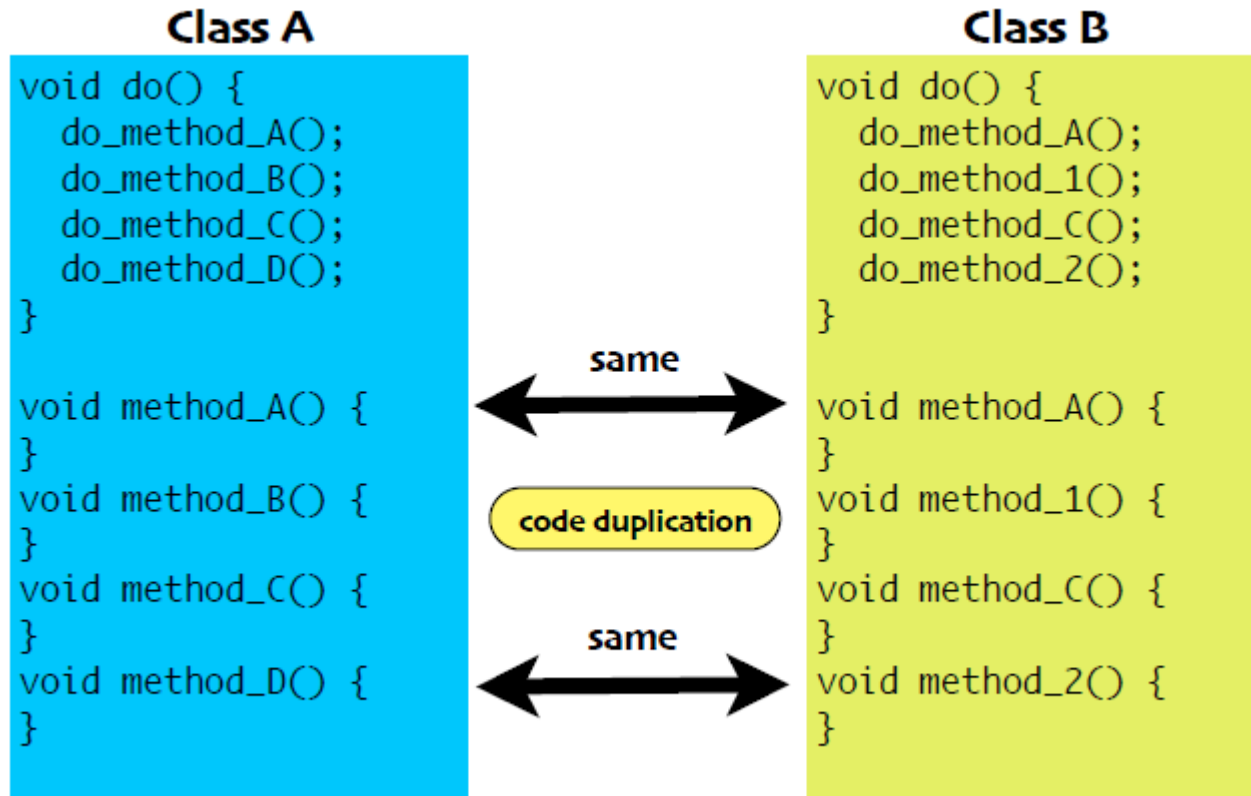 Class A
void do() {
do_method_A();
do_method_B();
do_method_C();
do_method_D();
}
void method_A() {
}
void method_B() {
}
void method_C() {
}
void method_D() {
}
same
code duplication
same
Class B
void do() {
do_method_A();
do_method_1();
do_method_C();
do_method_2();
}
void method_A() {
}
void method_1() {
}
void method_C() {
}
void method_2() {
}